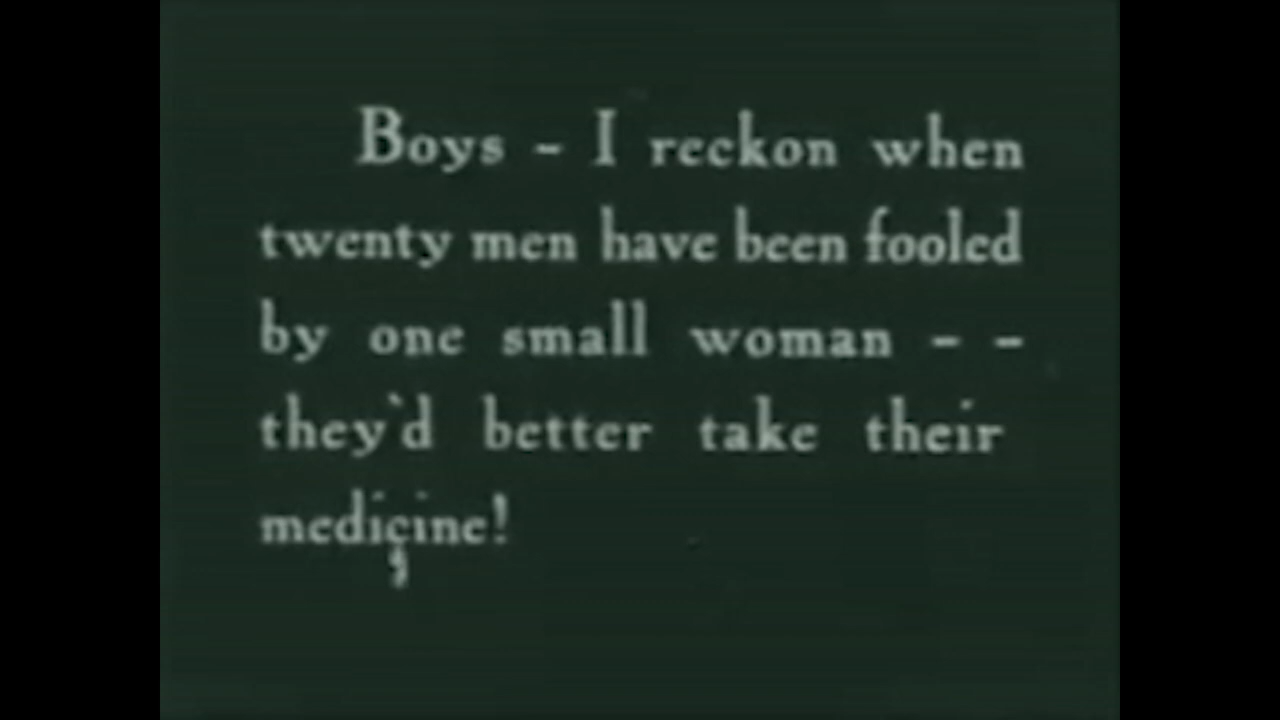 Boys - I reckon when
twenty men have been fooled
by one small woman - -
they'd better take their
medicine!